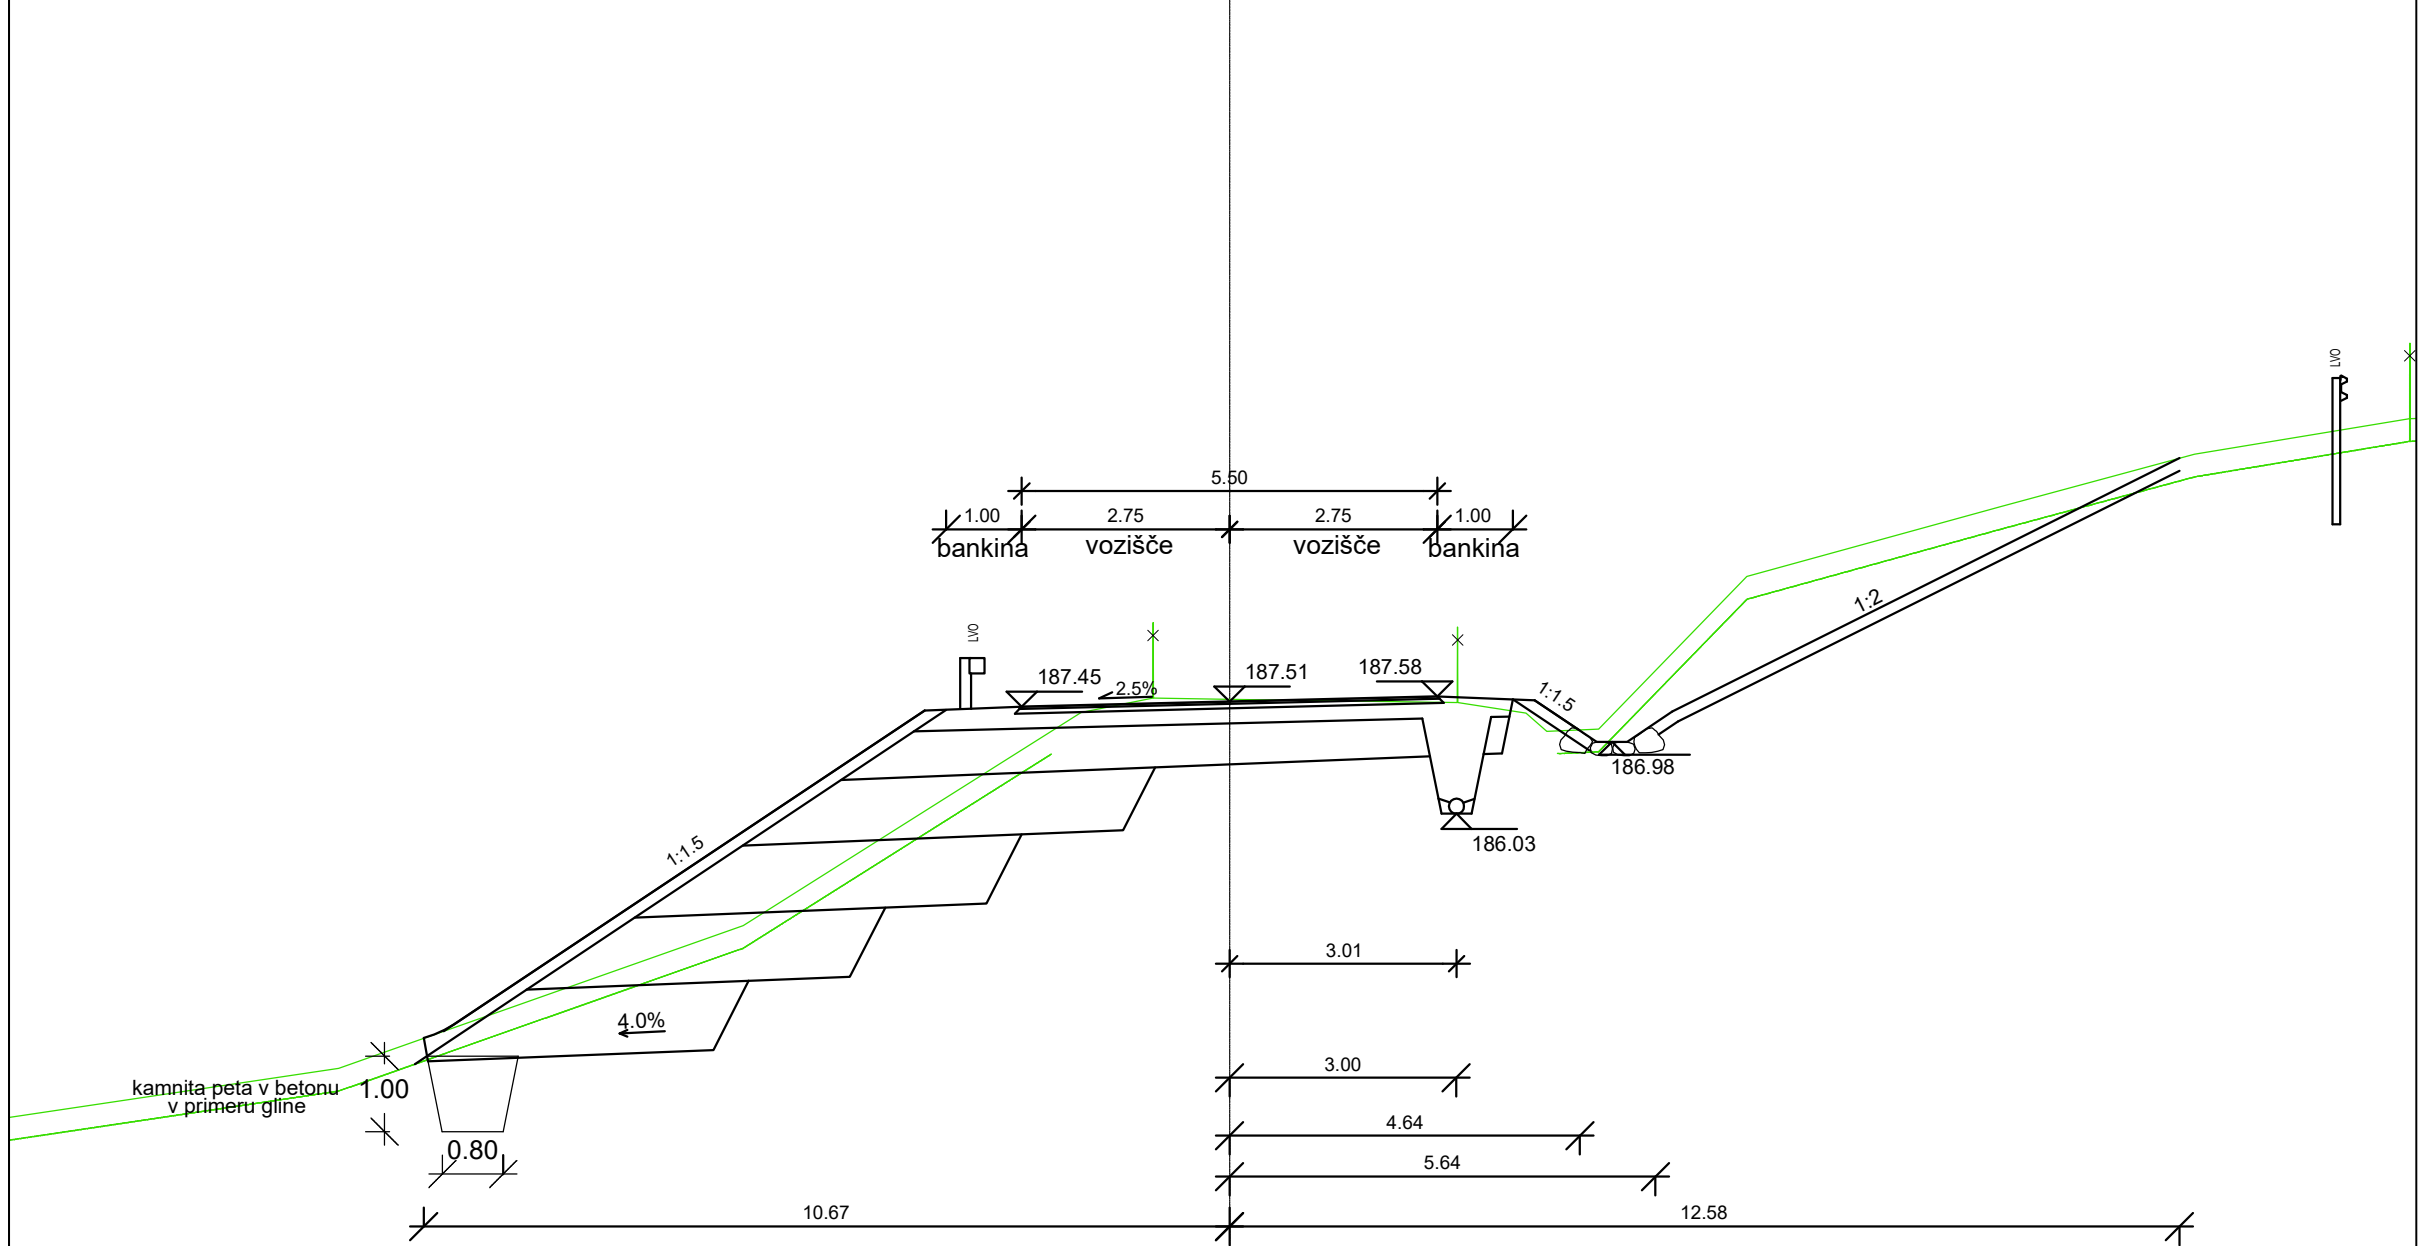 LVO
5.50
1.00 2.75 2.75 1.00
bankina vozišče vozišče bankina
1:2
LVO
187.45 2.5% 187.51 187.58
1:1.5
186.98
186.03
1:1.5
3.01
4.0%
3.00
kamnita peta v betonu
v primeru gline
1.00
4.64
0.80
5.64
10.67 12.58